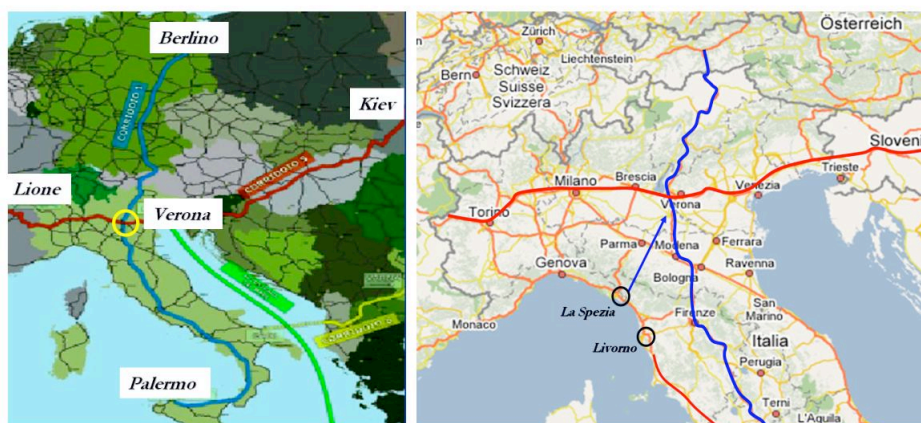 Berlino
Kiev
CORRIDOIO 1
CORRIDOIO 5
Lione
Verona
Palermo
Österreich
Zürich
Liechtenstein
Bern
Schweiz
Suisse
Svizzera
Sloveni
Milano
Brescia
Trieste
Venezia
Verona
Torino
Parma
Modena
Ferrara
Genova
Bologna
Ravenna
La Spezia
San
Marino
Monaco
Firenze
Livorno
Italia
Perugia
Terni
L'Aquila